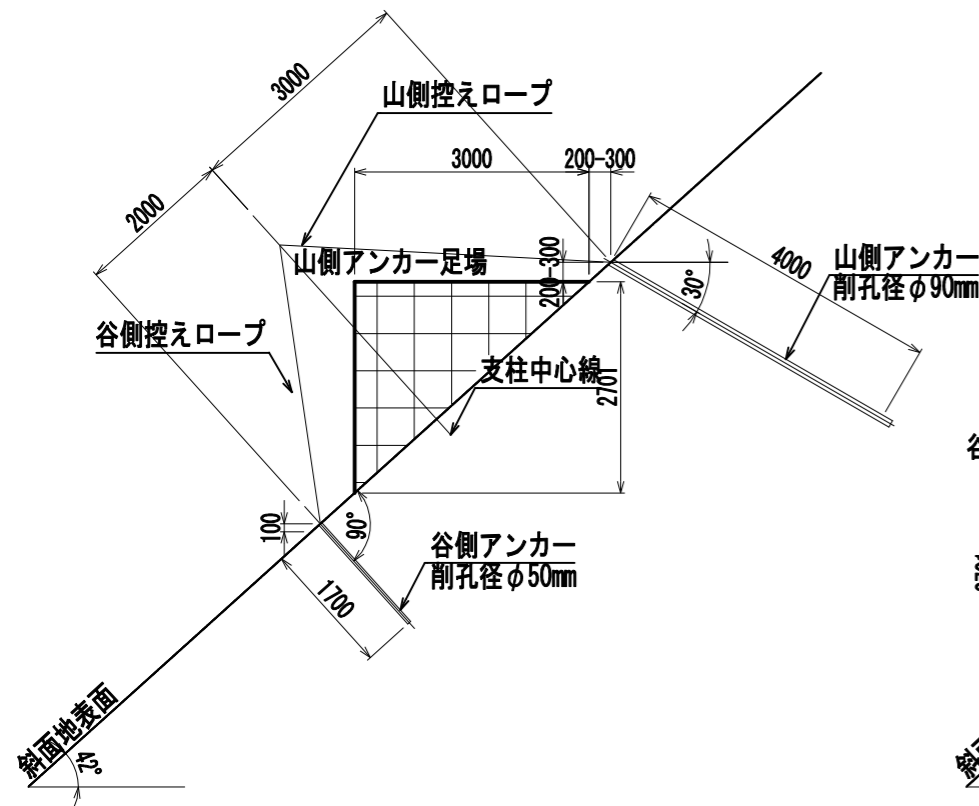 3000
山側控えロープ
3000
200-300
2000
200-300
山側アンカー足場
4000
山側アンカー
削孔径φ90mm
30°
谷側控えロープ
支柱中心線
2701
100
90°
谷側アンカー
削孔径φ50mm
1700
斜面地表面
42°